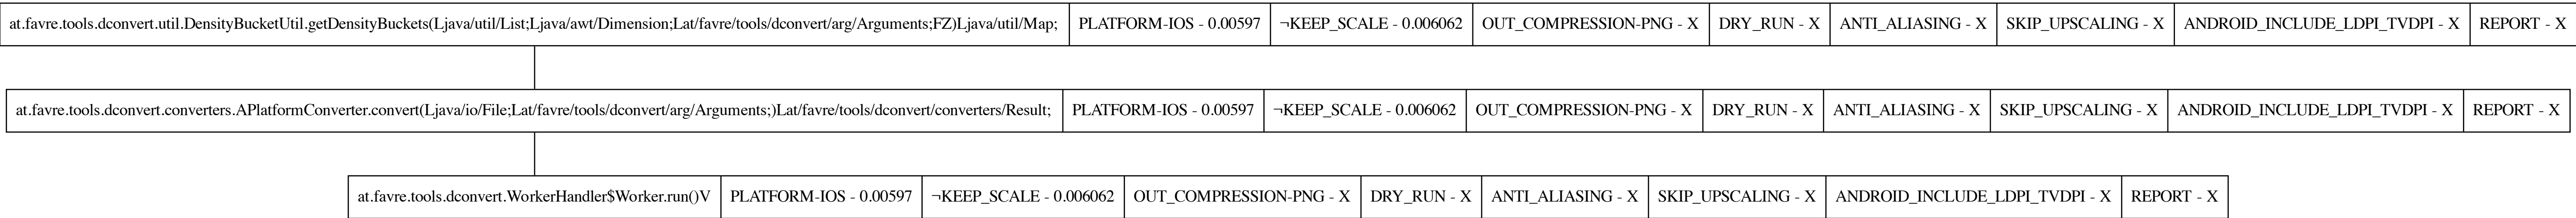 at.favre.tools.dconvert.util.DensityBucketUtil.getDensityBuckets(Ljava/util/List;Ljava/awt/Dimension;Lat/favre/tools/dconvert/arg/Arguments;FZ)Ljava/util/Map; PLATFORM-IOS - 0.00597 ¬KEEP_SCALE - 0.006062 OUT_COMPRESSION-PNG - X DRY_RUN - X ANTI_ALIASING - X SKIP_UPSCALING - X ANDROID_INCLUDE_LDPI_TVDPI - X REPORT - X
at.favre.tools.dconvert.converters.APlatformConverter.convert(Ljava/io/File;Lat/favre/tools/dconvert/arg/Arguments;)Lat/favre/tools/dconvert/converters/Result; PLATFORM-IOS - 0.00597 ¬KEEP_SCALE - 0.006062 OUT_COMPRESSION-PNG - X DRY_RUN - X ANTI_ALIASING - X SKIP_UPSCALING - X ANDROID_INCLUDE_LDPI_TVDPI - X REPORT - X
at.favre.tools.dconvert.WorkerHandler$Worker.run()V PLATFORM-IOS - 0.00597 ¬KEEP_SCALE - 0.006062 OUT_COMPRESSION-PNG - X DRY_RUN - X ANTI_ALIASING - X SKIP_UPSCALING - X ANDROID_INCLUDE_LDPI_TVDPI - X REPORT - X